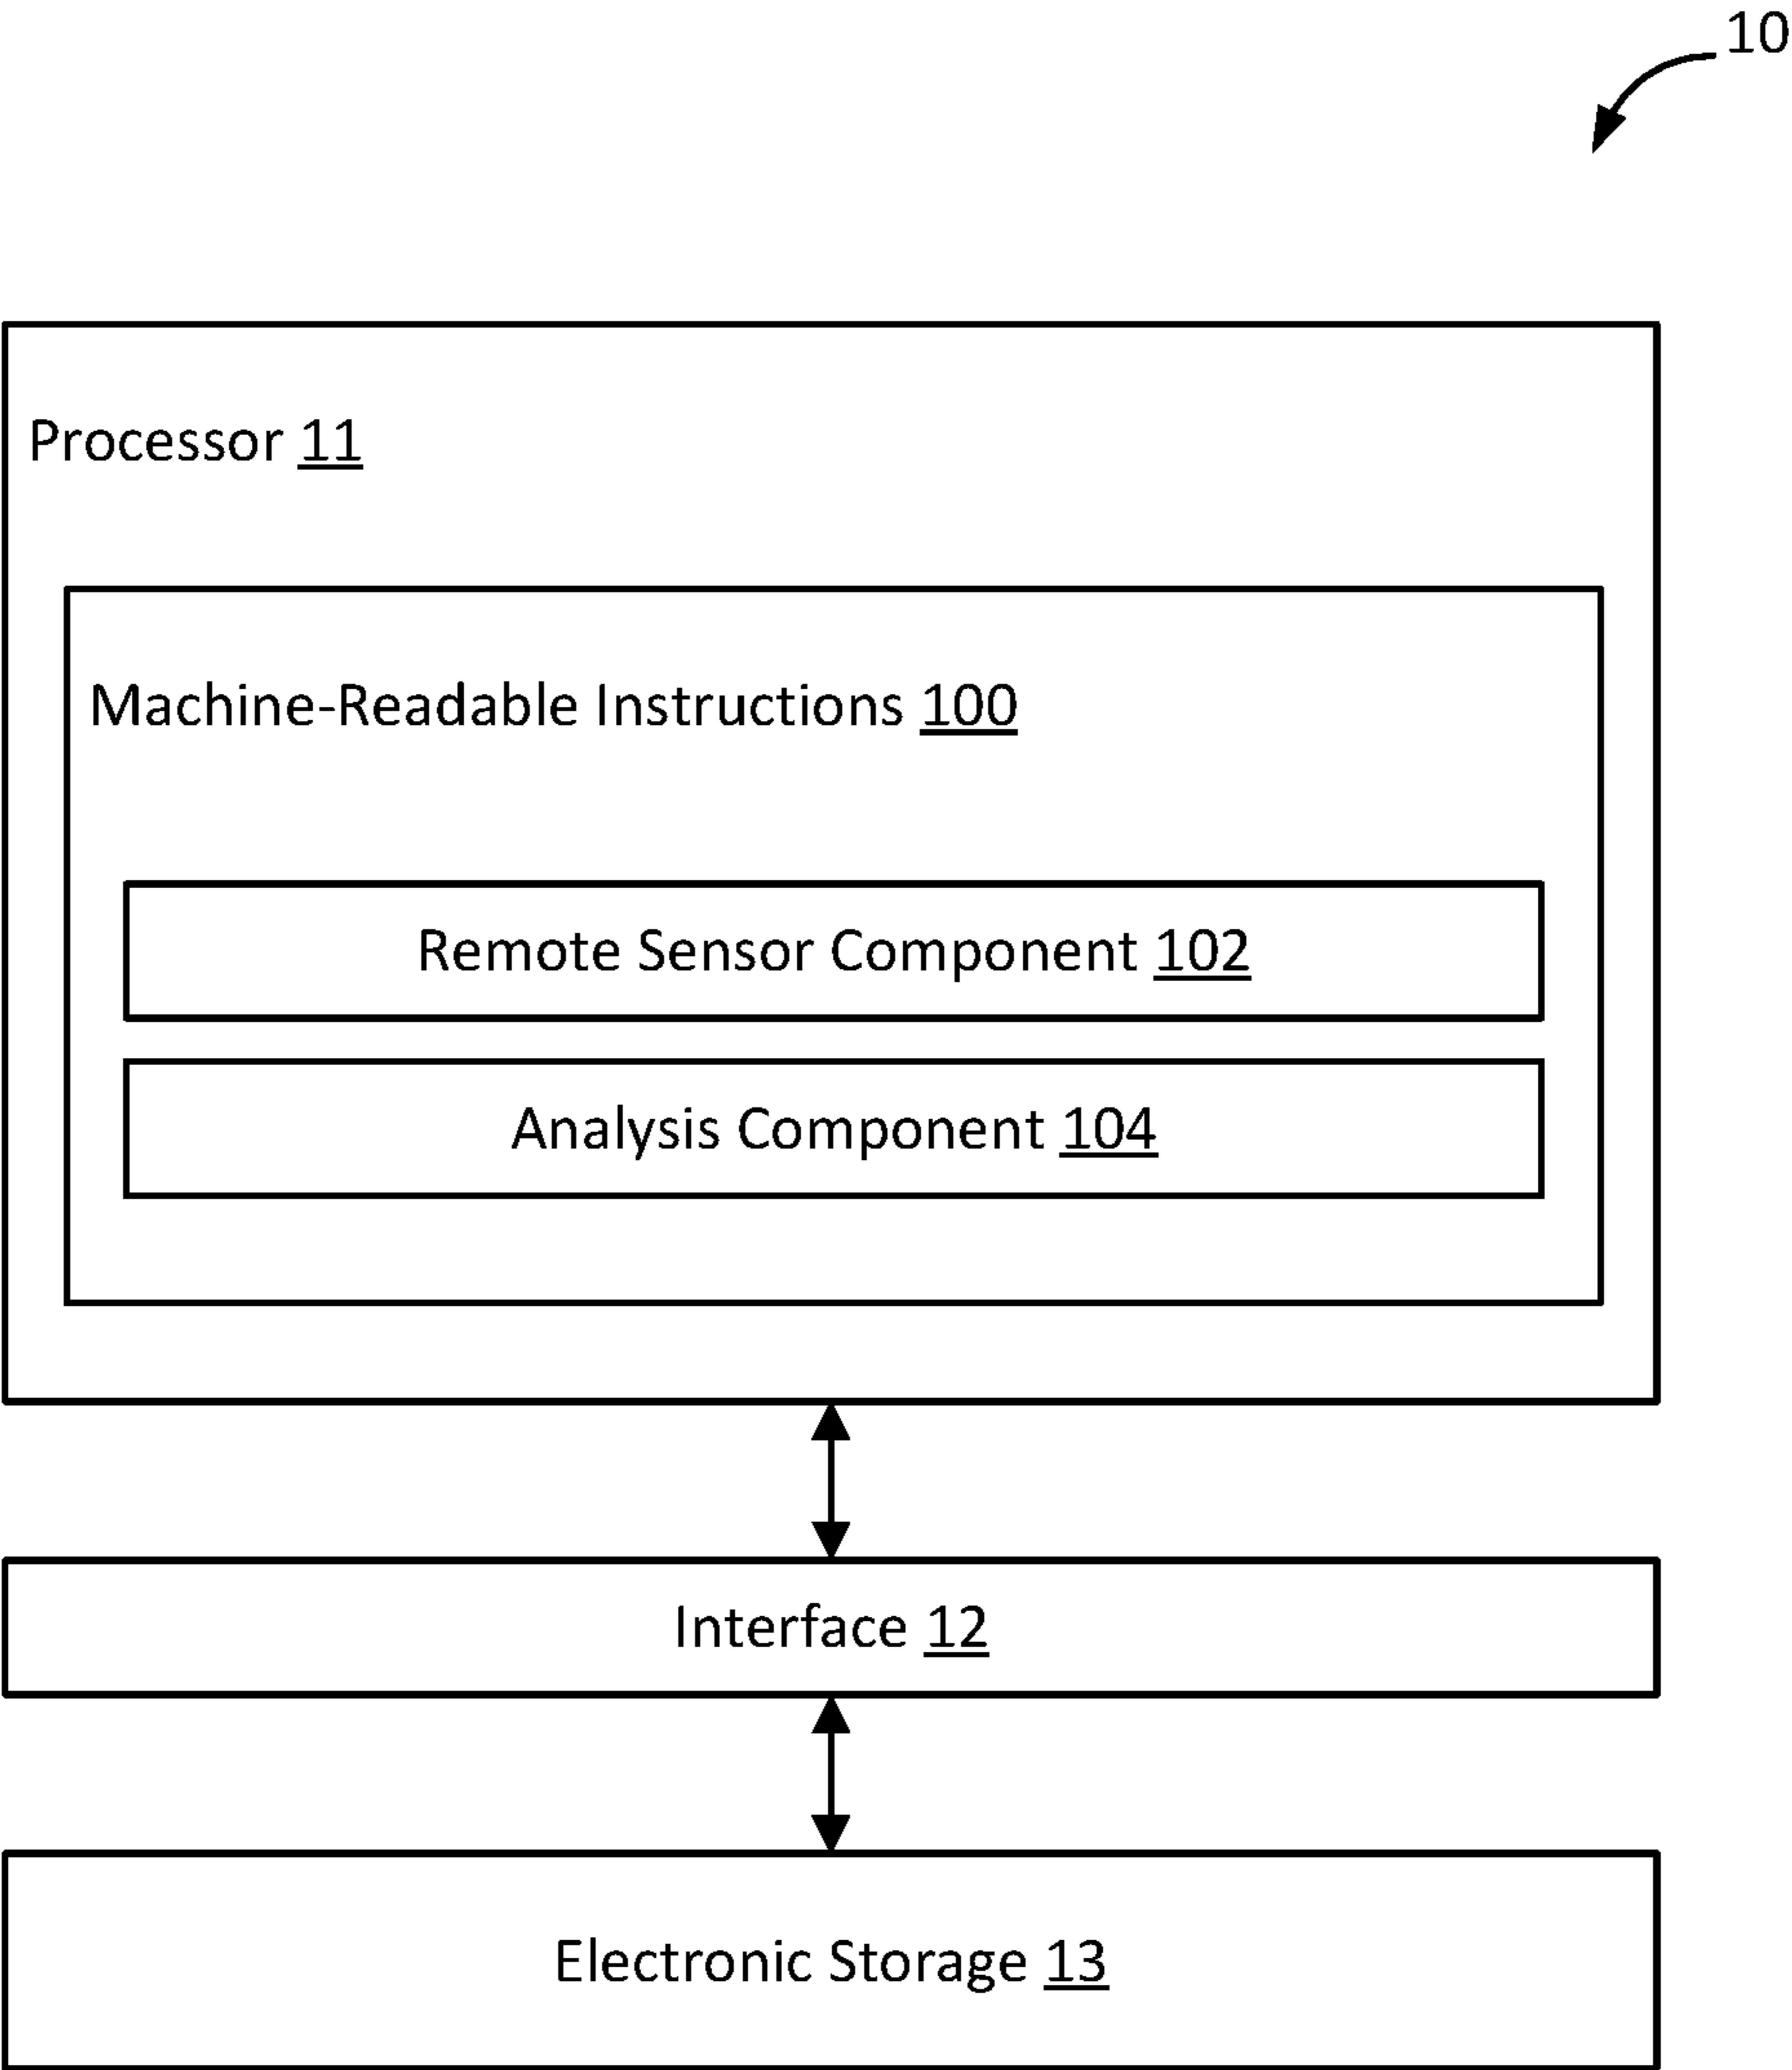 10
Processor 11
Machine-Readable Instructions 100
Remote Sensor Component 102
Analysis Component 104
Interface 12
Electronic Storage 13